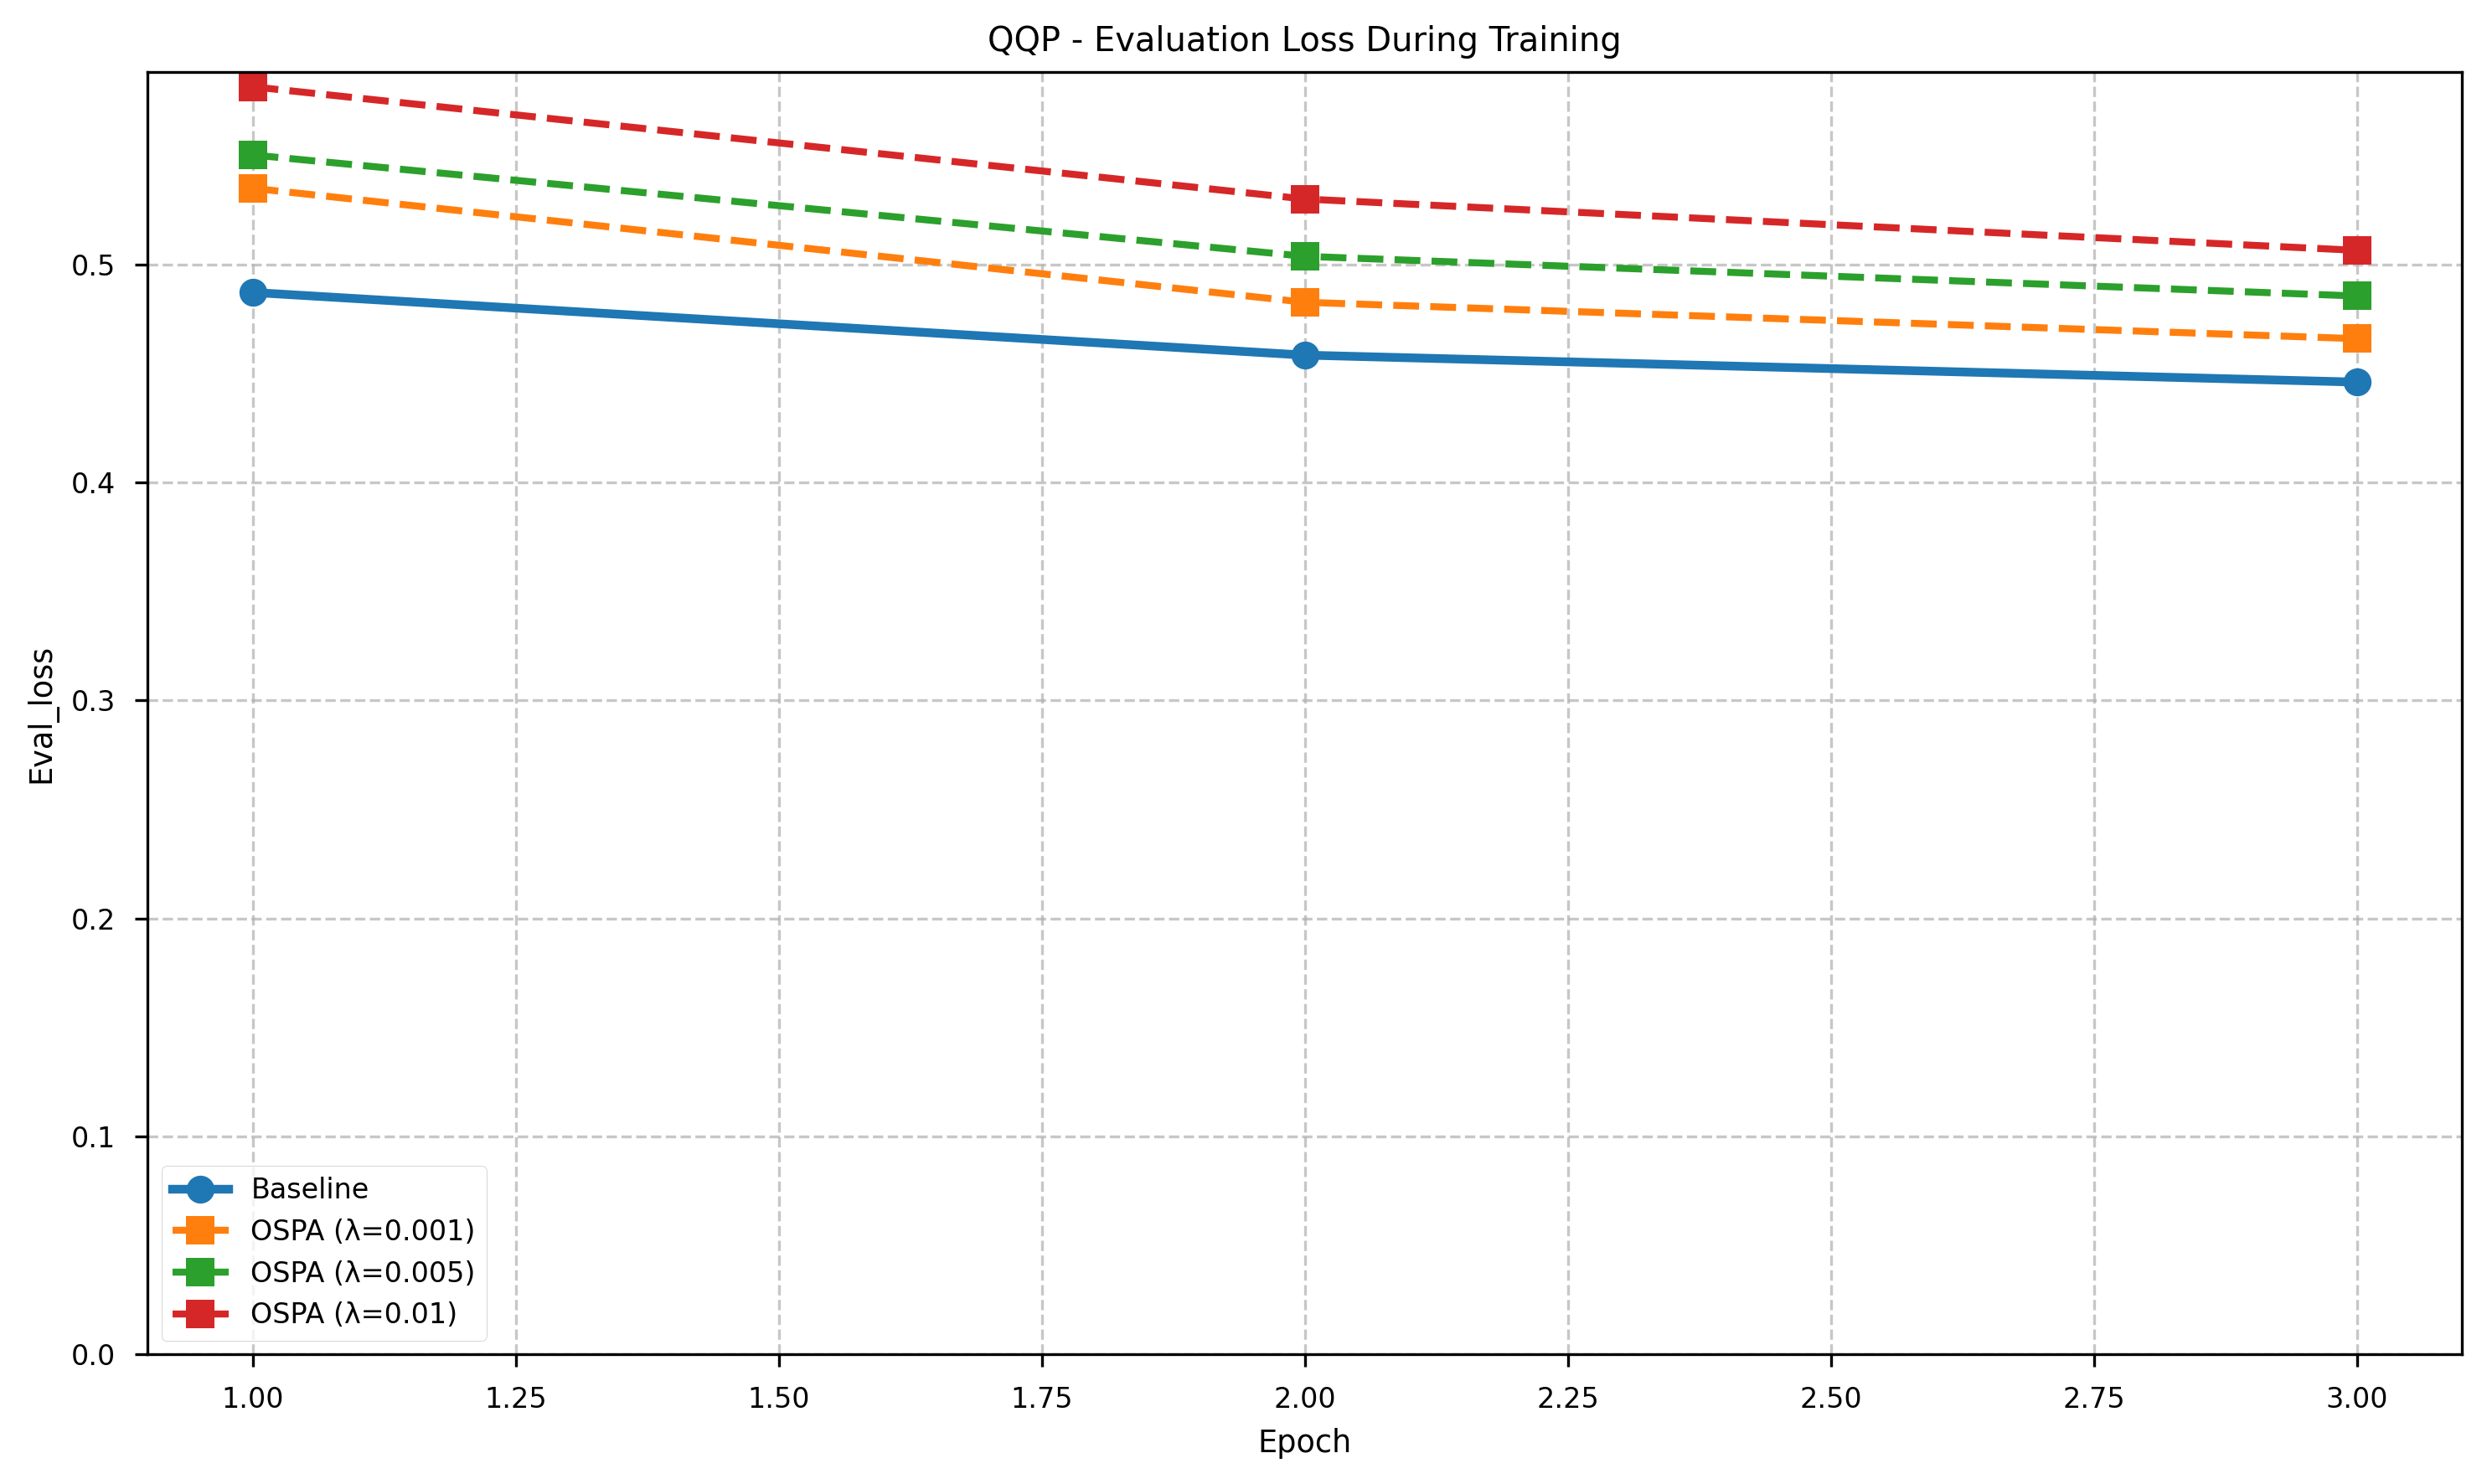 QQP - Evaluation Loss During Training
Eval_loss
0.5
0.4
0.3
0.2
0.1
0.0
Baseline
OSPA (λ=0.001)
OSPA (λ=0.005)
OSPA (λ=0.01)
1.00 1.25 1.50 1.75 2.00 2.25 2.50 2.75 3.00
Epoch